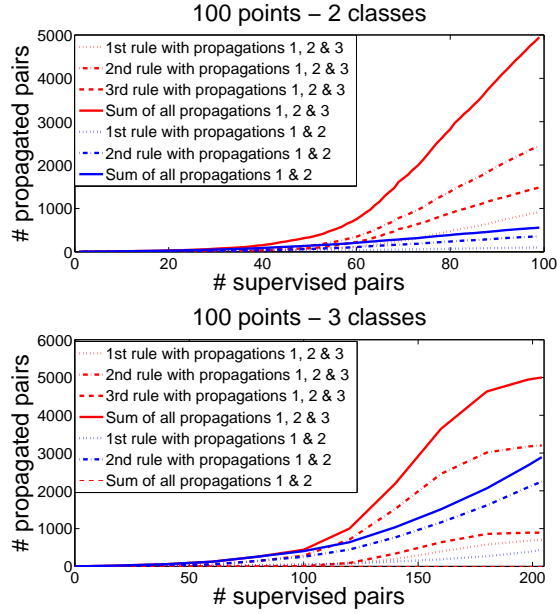 100 points − 2 classes
5000
4000
3000
2000
1000
0
# propagated pairs
1st rule with propagations 1, 2 & 3
2nd rule with propagations 1, 2 & 3
3rd rule with propagations 1, 2 & 3
Sum of all propagations 1, 2 & 3
1st rule with propagations 1 & 2
2nd rule with propagations 1 & 2
Sum of all propagations 1 & 2
0 20 40 60 80 100
# supervised pairs
100 points − 3 classes
6000
5000
4000
3000
2000
1000
0
# propagated pairs
1st rule with propagations 1, 2 & 3
2nd rule with propagations 1, 2 & 3
3rd rule with propagations 1, 2 & 3
Sum of all propagations 1, 2 & 3
1st rule with propagations 1 & 2
2nd rule with propagations 1 & 2
Sum of all propagations 1 & 2
0 50 100 150 200
# supervised pairs